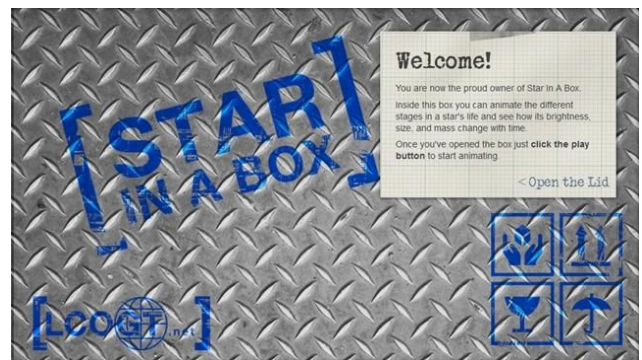 [STAR
IN A BOX]
Welcome!
You are now the proud owner of Star In A Box.
Inside this box you can animate the different
stages in a star's life and see how its brightness,
size, and mass change with time.
Once you've opened the box just click the play
button to start animating.
< Open the Lid
[LCOGT.net]